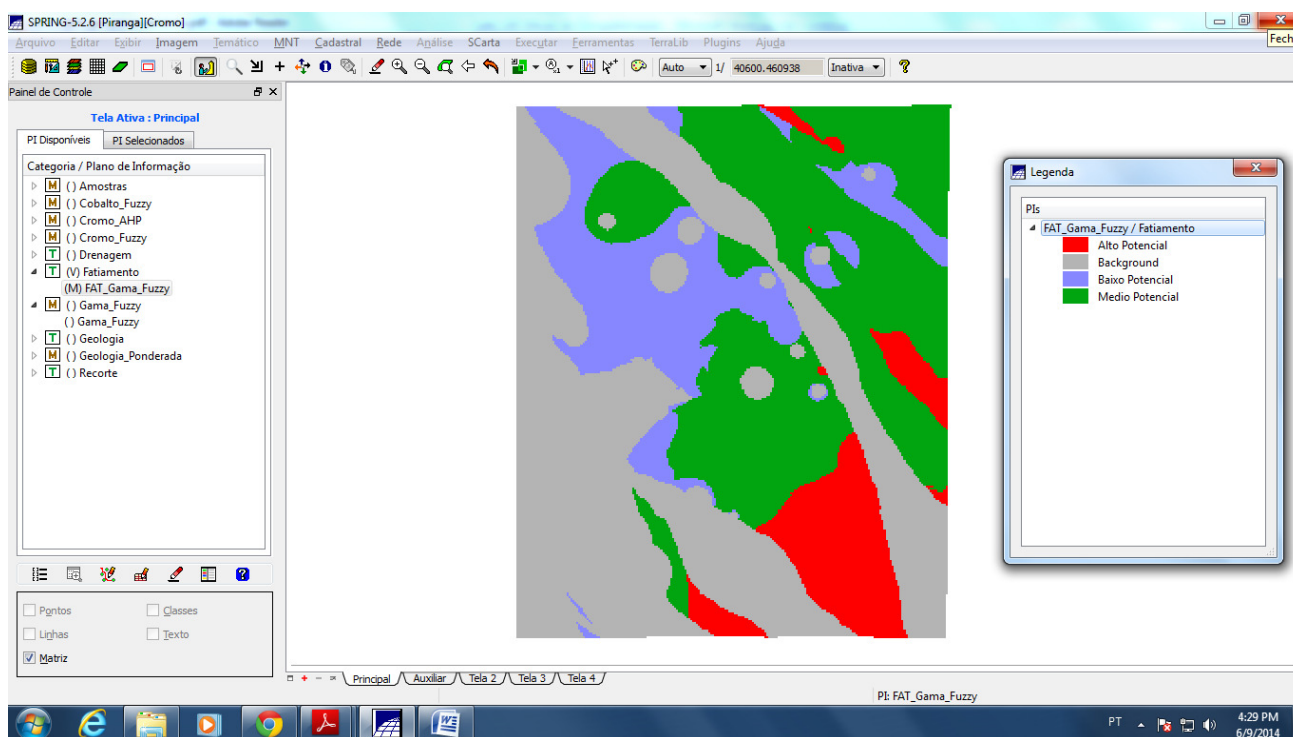 SPRING-5.2.6 [Piranga][Cromo]
Arquivo Editar Exibir Imagem Temático MNT Cadastral Rede Análise SCarta Executar Ferramentas TerraLib Plugins Ajuda
Fech
Auto 1/ 40600.460938 Inativa
Painel de Controle
Tela Ativa : Principal
PI Disponíveis PI Selecionados
Categoria / Plano de Informação
M () Amostras
M () Cobalto_Fuzzy
M () Cromo_AHP
M () Cromo_Fuzzy
T () Drenagem
T (V) Fatiamento
(M) FAT_Gama_Fuzzy
M () Gama_Fuzzy
() Gama_Fuzzy
T () Geologia
M () Geologia_Ponderada
T () Recorte
Pontos Classes
Linhas Texto
Matriz
Legenda
PIs
FAT_Gama_Fuzzy / Fatiamento
Alto Potencial
Background
Baixo Potencial
Medio Potencial
Principal Auxiliar Tela 2 Tela 3 Tela 4
PI: FAT_Gama_Fuzzy
PT 4:29 PM
6/9/2014